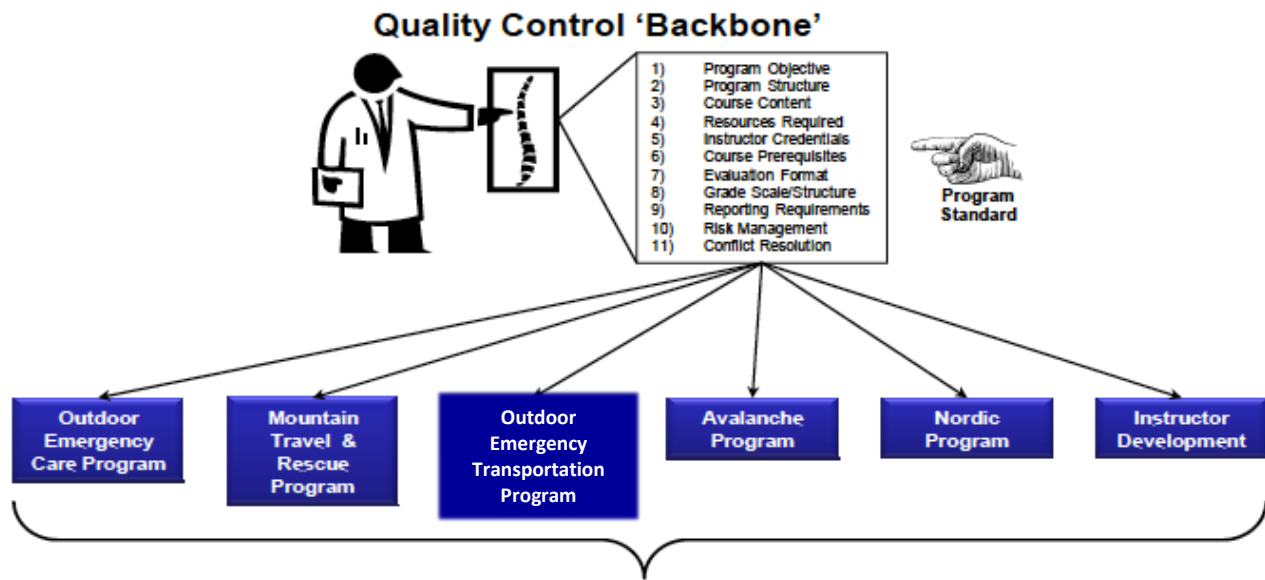 Quality Control ‘Backbone’
1) Program Objective
2) Program Structure
3) Course Content
4) Resources Required
5) Instructor Credentials
6) Course Prerequisites
7) Evaluation Format
8) Grade Scale/Structure
9) Reporting Requirements
10) Risk Management
11) Conflict Resolution
Program
Standard
Outdoor
Emergency
Care Program
Mountain
Travel &
Rescue
Program
Outdoor
Emergency
Transportation
Program
Avalanche
Program
Nordic
Program
Instructor
Development